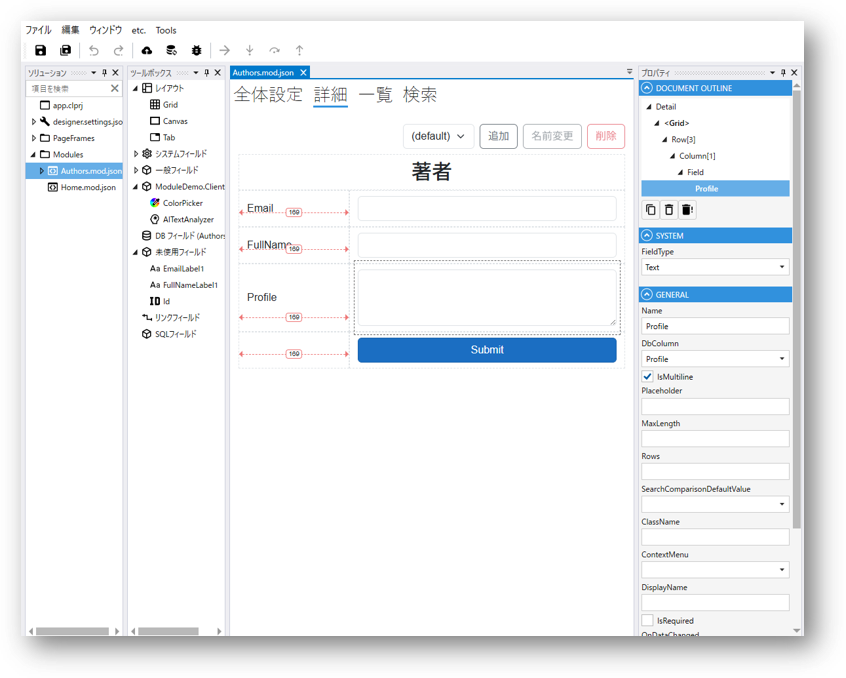 ファイル 編集 ウィンドウ etc. Tools
ソリューション
項目を検索
app.clprj
designer.settings.jso
PageFrames
Modules
Authors.mod.json
Home.mod.json
ツールボックス
レイアウト
Grid
Canvas
Tab
システムフィールド
一般フィールド
ModuleDemo.Client
ColorPicker
AITextAnalyzer
DB フィールド (Authors
未使用フィールド
Aa EmailLabel1
Aa FullNameLabel1
ID Id
リンクフィールド
SQLフィールド
Authors.mod.json
全体設定 詳細 一覧 検索
(default) 追加 名前変更 削除
著者
Email
169
FullName
169
Profile
169
169
Submit
プロパティ
DOCUMENT OUTLINE
Detail
<Grid>
Row[3]
Column[1]
Field
Profile
SYSTEM
FieldType
Text
GENERAL
Name
Profile
DbColumn
Profile
IsMultiline
Placeholder
MaxLength
Rows
SearchComparisonDefaultValue
ClassName
ContextMenu
DisplayName
IsRequired
OnDataChanged